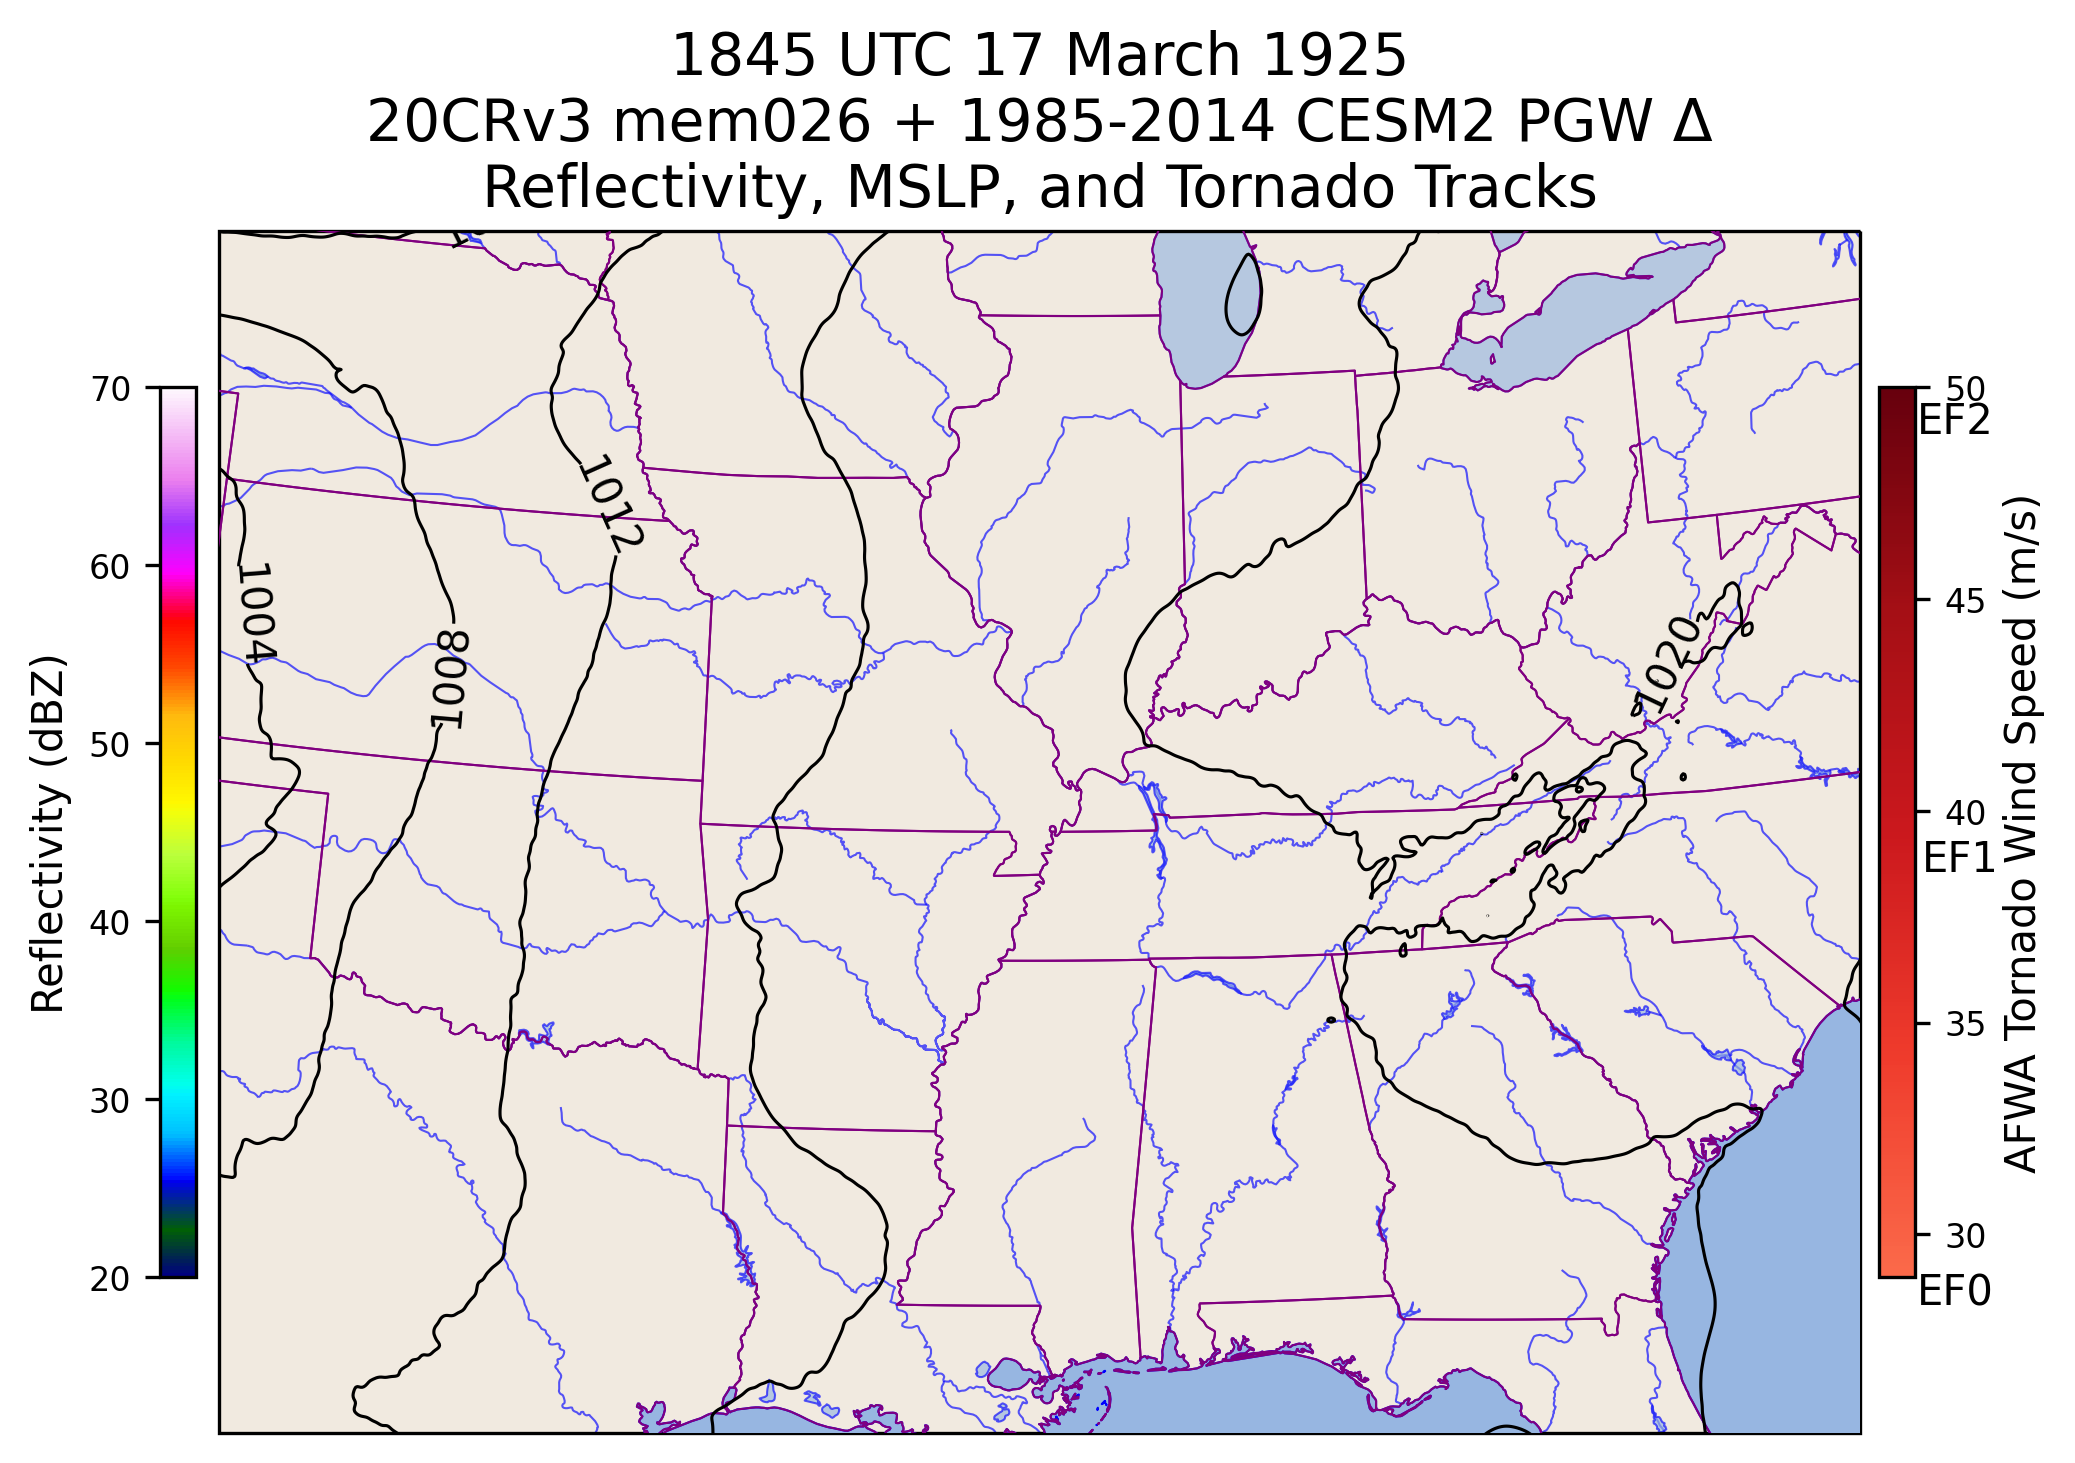 1845 UTC 17 March 1925
20CRv3 mem026 + 1985-2014 CESM2 PGW Δ
Reflectivity, MSLP, and Tornado Tracks
Reflectivity (dBZ)
70
60
50
40
30
20
1004
1008
1012
1020
50
EF2
45
40
EF1
35
30
EF0
AFWA Tornado Wind Speed (m/s)